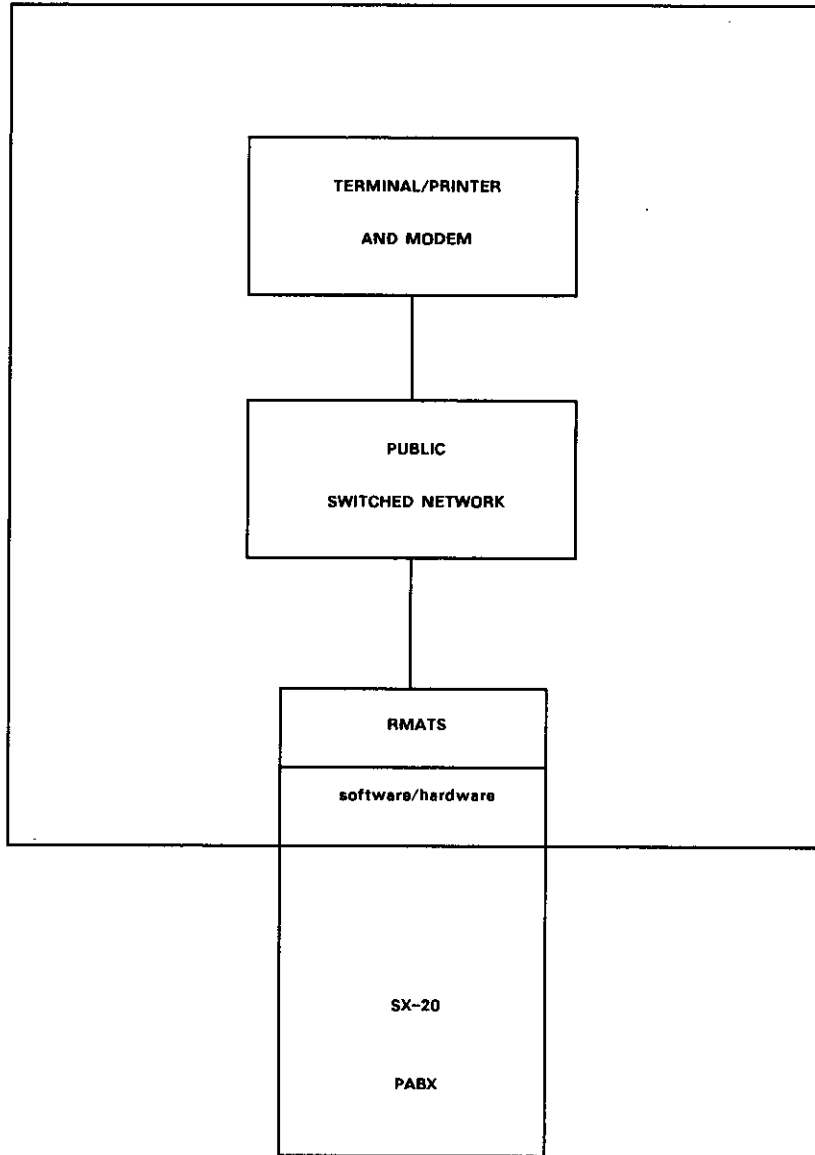 TERMINAL/PRINTER
AND MODEM
PUBLIC
SWITCHED NETWORK
RMATS
software/hardware
SX-20
PABX